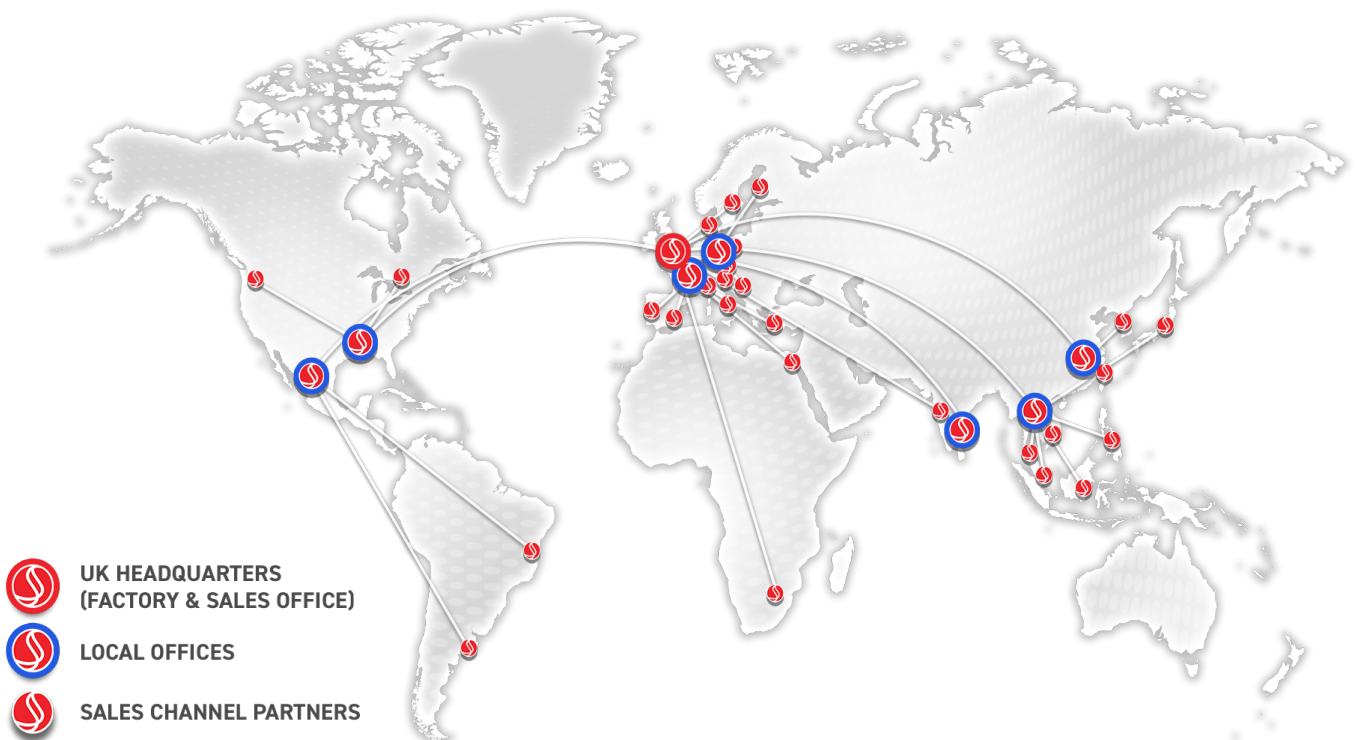 UK HEADQUARTERS
(FACTORY & SALES OFFICE)
LOCAL OFFICES
SALES CHANNEL PARTNERS